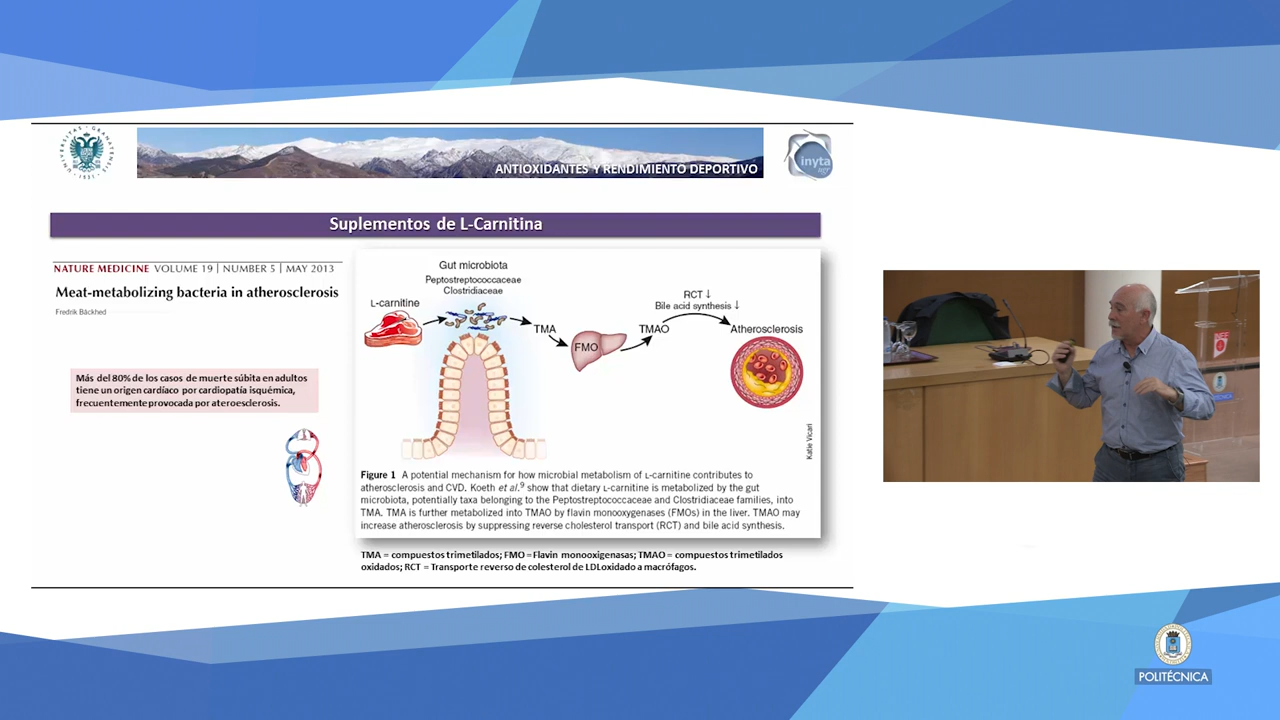 ANTIOXIDANTES Y RENDIMIENTO DEPORTIVO
inyta
Suplementos de L-Carnitina
NATURE MEDICINE VOLUME 19 | NUMBER 5 | MAY 2013
Meat-metabolizing bacteria in atherosclerosis
Fredrik Bäckhed
Más del 80% de los casos de muerte súbita en adultos
tiene un origen cardíaco por cardiopatía isquémica,
frecuentemente provocada por ateroesclerosis.
Gut microbiota
Peptostreptococcaceae
Clostridiaceae
L-carnitine
TMA
FMO
TMAO
RCT ↓
Bile acid synthesis ↓
Atherosclerosis
Katie Vicari
Figure 1 A potential mechanism for how microbial metabolism of L-carnitine contributes to
atherosclerosis and CVD. Koeth et al.9 show that dietary L-carnitine is metabolized by the gut
microbiota, potentially taxa belonging to the Peptostreptococcaceae and Clostridiaceae families, into
TMA. TMA is further metabolized into TMAO by flavin monooxygenases (FMOs) in the liver. TMAO may
increase atherosclerosis by suppressing reverse cholesterol transport (RCT) and bile acid synthesis.
TMA = compuestos trimetilados; FMO = Flavin monooxigenasas; TMAO = compuestos trimetilados
oxidados; RCT = Transporte reverso de colesterol de LDLoxidado a macrófagos.
POLITÉCNICA